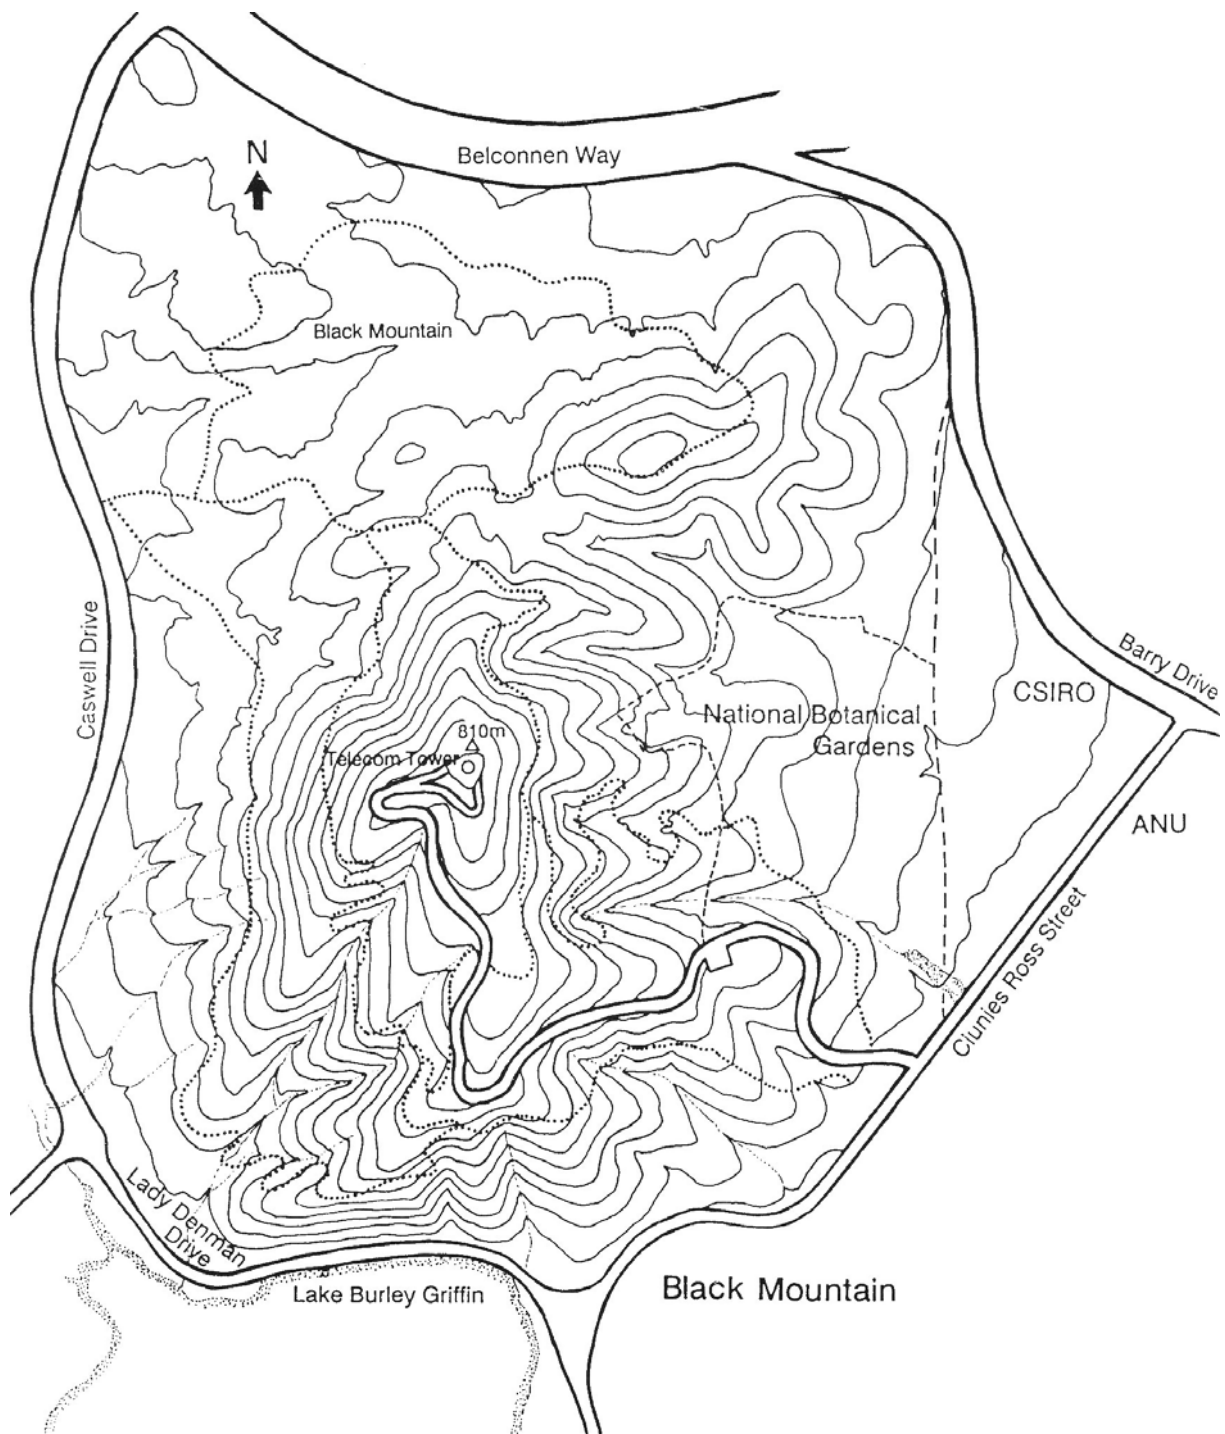 N
Belconnen Way
Black Mountain
Caswell Drive
Barry Drive
CSIRO
National Botanical
Gardens
810m
Telecom Tower
ANU
Clunies Ross Street
Lady Denman
Drive
Lake Burley Griffin
Black Mountain